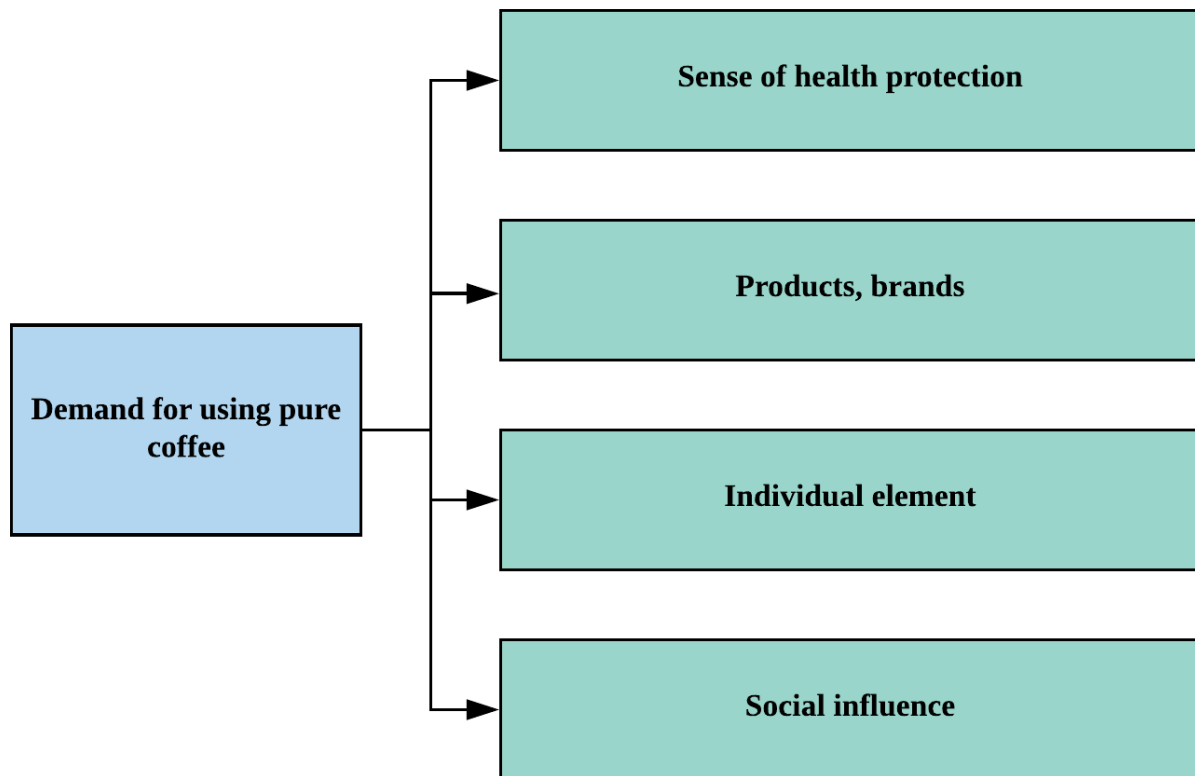 Sense of health protection
Products, brands
Demand for using pure
coffee
Individual element
Social influence